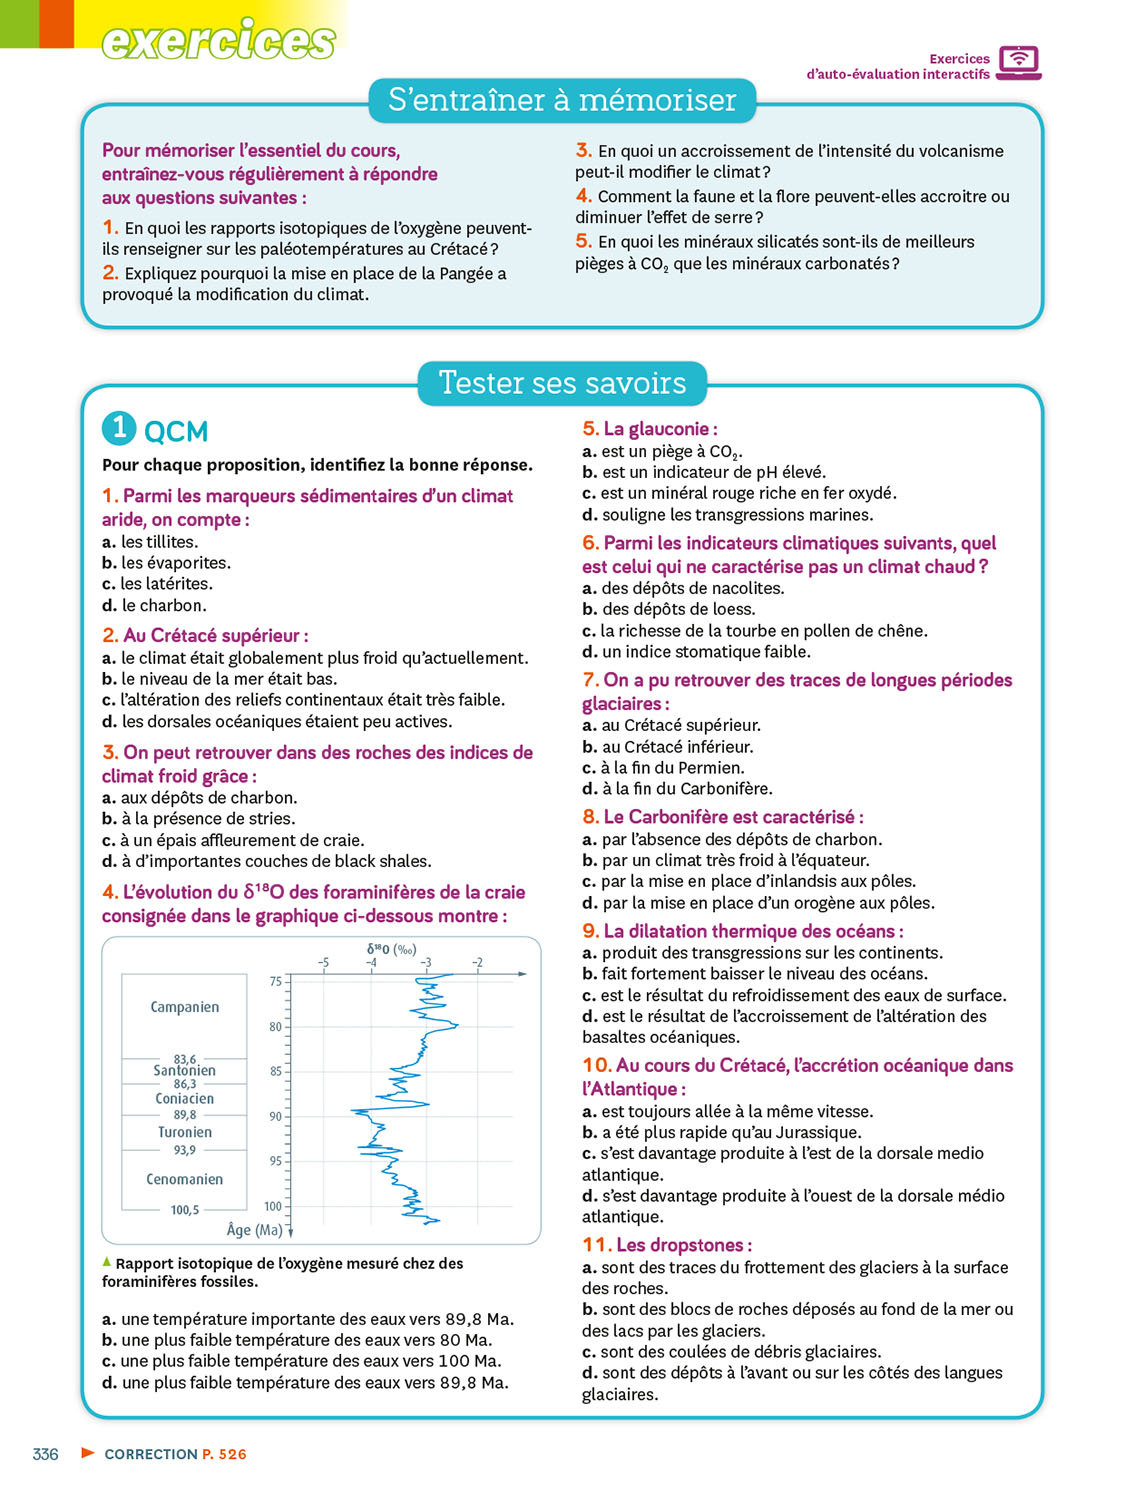 exercices
Exercices
d'auto-évaluation interactifs
S'entraîner à mémoriser
Pour mémoriser l'essentiel du cours,
entraînez-vous régulièrement à répondre
aux questions suivantes :
1. En quoi les rapports isotopiques de l'oxygène peuvent-
ils renseigner sur les paléotempératures au Crétacé ?
2. Expliquez pourquoi la mise en place de la Pangée a
provoqué la modification du climat.
3. En quoi un accroissement de l'intensité du volcanisme
peut-il modifier le climat ?
4. Comment la faune et la flore peuvent-elles accroitre ou
diminuer l'effet de serre ?
5. En quoi les minéraux silicatés sont-ils de meilleurs
pièges à CO₂ que les minéraux carbonatés ?
Tester ses savoirs
1 QCM
Pour chaque proposition, identifiez la bonne réponse.
1. Parmi les marqueurs sédimentaires d'un climat
aride, on compte :
a. les tillites.
b. les évaporites.
c. les latérites.
d. le charbon.
2. Au Crétacé supérieur :
a. le climat était globalement plus froid qu'actuellement.
b. le niveau de la mer était bas.
c. l'altération des reliefs continentaux était très faible.
d. les dorsales océaniques étaient peu actives.
3. On peut retrouver dans des roches des indices de
climat froid grâce :
a. aux dépôts de charbon.
b. à la présence de stries.
c. à un épais affleurement de craie.
d. à d'importantes couches de black shales.
4. L'évolution du δ¹⁸O des foraminifères de la craie
consignée dans le graphique ci-dessous montre :
δ¹⁸O (‰)
-5 -4 -3 -2
75
Campanien
80
83,6
Santonien
85
86,3
Coniacien
89,8
90
Turonien
93,9
95
Cenomanien
100
100,5
Âge (Ma)
▲ Rapport isotopique de l'oxygène mesuré chez des
foraminifères fossiles.
a. une température importante des eaux vers 89,8 Ma.
b. une plus faible température des eaux vers 80 Ma.
c. une plus faible température des eaux vers 100 Ma.
d. une plus faible température des eaux vers 89,8 Ma.
5. La glauconie :
a. est un piège à CO₂.
b. est un indicateur de pH élevé.
c. est un minéral rouge riche en fer oxydé.
d. souligne les transgressions marines.
6. Parmi les indicateurs climatiques suivants, quel
est celui qui ne caractérise pas un climat chaud ?
a. des dépôts de nacolites.
b. des dépôts de loess.
c. la richesse de la tourbe en pollen de chêne.
d. un indice stomatique faible.
7. On a pu retrouver des traces de longues périodes
glaciaires :
a. au Crétacé supérieur.
b. au Crétacé inférieur.
c. à la fin du Permien.
d. à la fin du Carbonifère.
8. Le Carbonifère est caractérisé :
a. par l'absence des dépôts de charbon.
b. par un climat très froid à l'équateur.
c. par la mise en place d'inlandsis aux pôles.
d. par la mise en place d'un orogène aux pôles.
9. La dilatation thermique des océans :
a. produit des transgressions sur les continents.
b. fait fortement baisser le niveau des océans.
c. est le résultat du refroidissement des eaux de surface.
d. est le résultat de l'accroissement de l'altération des
basaltes océaniques.
10. Au cours du Crétacé, l'accrétion océanique dans
l'Atlantique :
a. est toujours allée à la même vitesse.
b. a été plus rapide qu'au Jurassique.
c. s'est davantage produite à l'est de la dorsale medio
atlantique.
d. s'est davantage produite à l'ouest de la dorsale médio
atlantique.
11. Les dropstones :
a. sont des traces du frottement des glaciers à la surface
des roches.
b. sont des blocs de roches déposés au fond de la mer ou
des lacs par les glaciers.
c. sont des coulées de débris glaciaires.
d. sont des dépôts à l'avant ou sur les côtés des langues
glaciaires.
336 ► CORRECTION P. 526